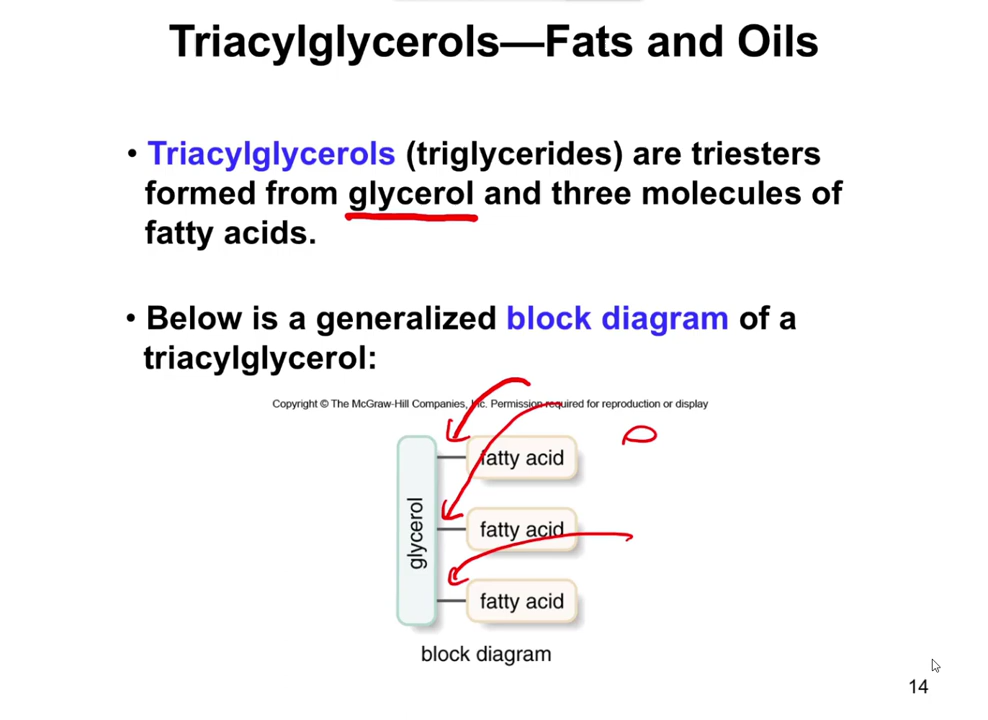 Triacylglycerols—Fats and Oils
• Triacylglycerols (triglycerides) are triesters
formed from glycerol and three molecules of
fatty acids.
• Below is a generalized block diagram of a
triacylglycerol:
Copyright © The McGraw-Hill Companies, Inc. Permission required for reproduction or display
glycerol
fatty acid
fatty acid
fatty acid
block diagram
14